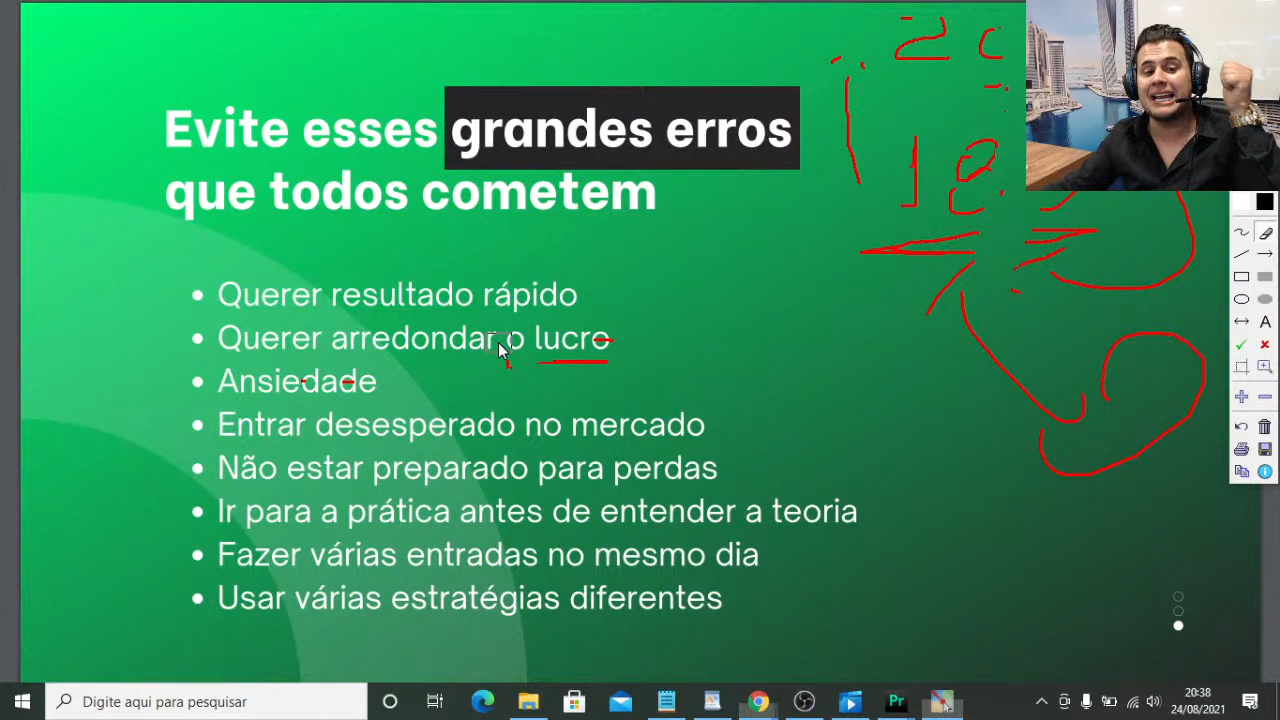 Evite esses grandes erros
que todos cometem
• Querer resultado rápido
• Querer arredondar o lucro
• Ansiedade
• Entrar desesperado no mercado
• Não estar preparado para perdas
• Ir para a prática antes de entender a teoria
• Fazer várias entradas no mesmo dia
• Usar várias estratégias diferentes
18
A
Digite aqui para pesquisar
Pr
20:38
24/08/2021